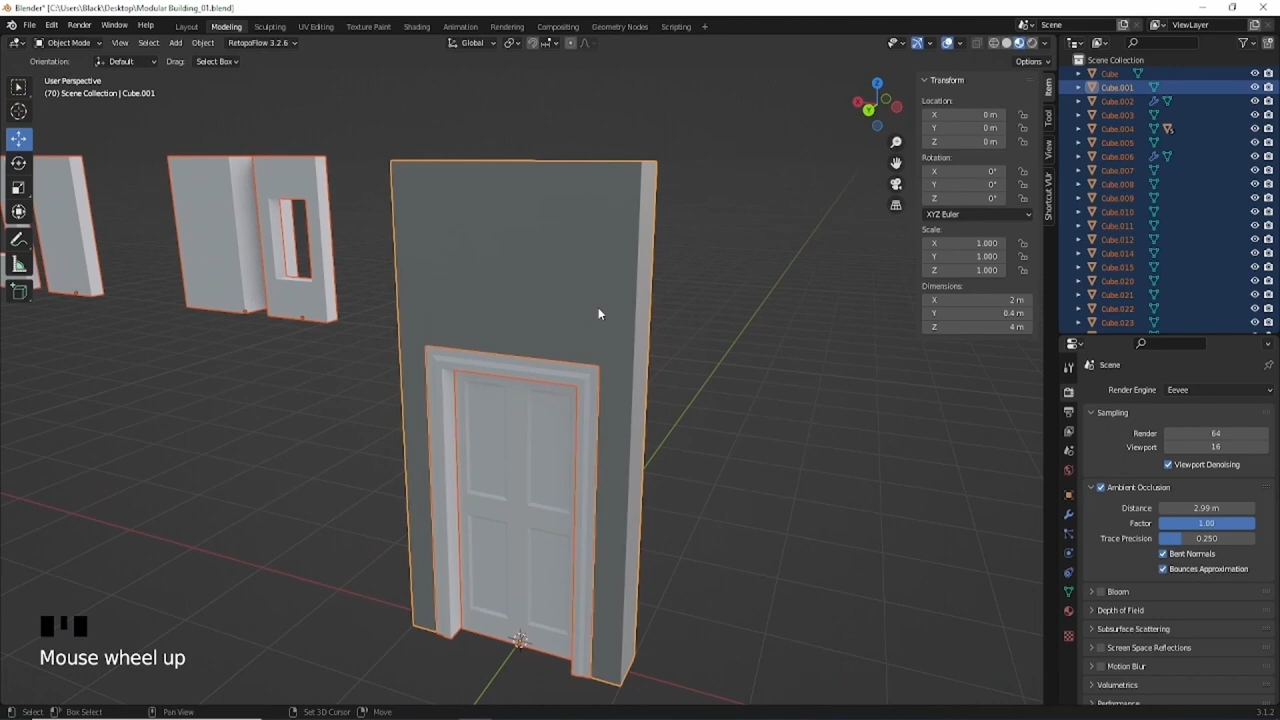 Blender* [C:\Users\Black\Desktop\Modular Building_01.blend]
File Edit Render Window Help Layout Modeling Sculpting UV Editing Texture Paint Shading Animation Rendering Compositing Geometry Nodes Scripting + Scene ViewLayer
Object Mode View Select Add Object RetopoFlow 3.2.6 Global
Orientation: Default Drag: Select Box Options
User Perspective
(70) Scene Collection | Cube.001
Transform
Location:
X 0 m
Y 0 m
Z 0 m
Rotation:
X 0°
Y 0°
Z 0°
XYZ Euler
Scale:
X 1.000
Y 1.000
Z 1.000
Dimensions:
X 2 m
Y 0.4 m
Z 4 m
Item
Tool
View
Shortcut VUr
X
Y
Z
Scene Collection
Cube
Cube.001
Cube.002
Cube.003
Cube.004
Cube.005
Cube.006
Cube.007
Cube.008
Cube.009
Cube.010
Cube.011
Cube.012
Cube.014
Cube.015
Cube.020
Cube.021
Cube.022
Cube.023
Scene
Render Engine Eevee
Sampling
Render 64
Viewport 16
Viewport Denoising
Ambient Occlusion
Distance 2.99 m
Factor 1.00
Trace Precision 0.250
Bent Normals
Bounces Approximation
Bloom
Depth of Field
Subsurface Scattering
Screen Space Reflections
Motion Blur
Volumetrics
Performance
Mouse wheel up
Select Box Select Pan View Set 3D Cursor Move 3.1.2